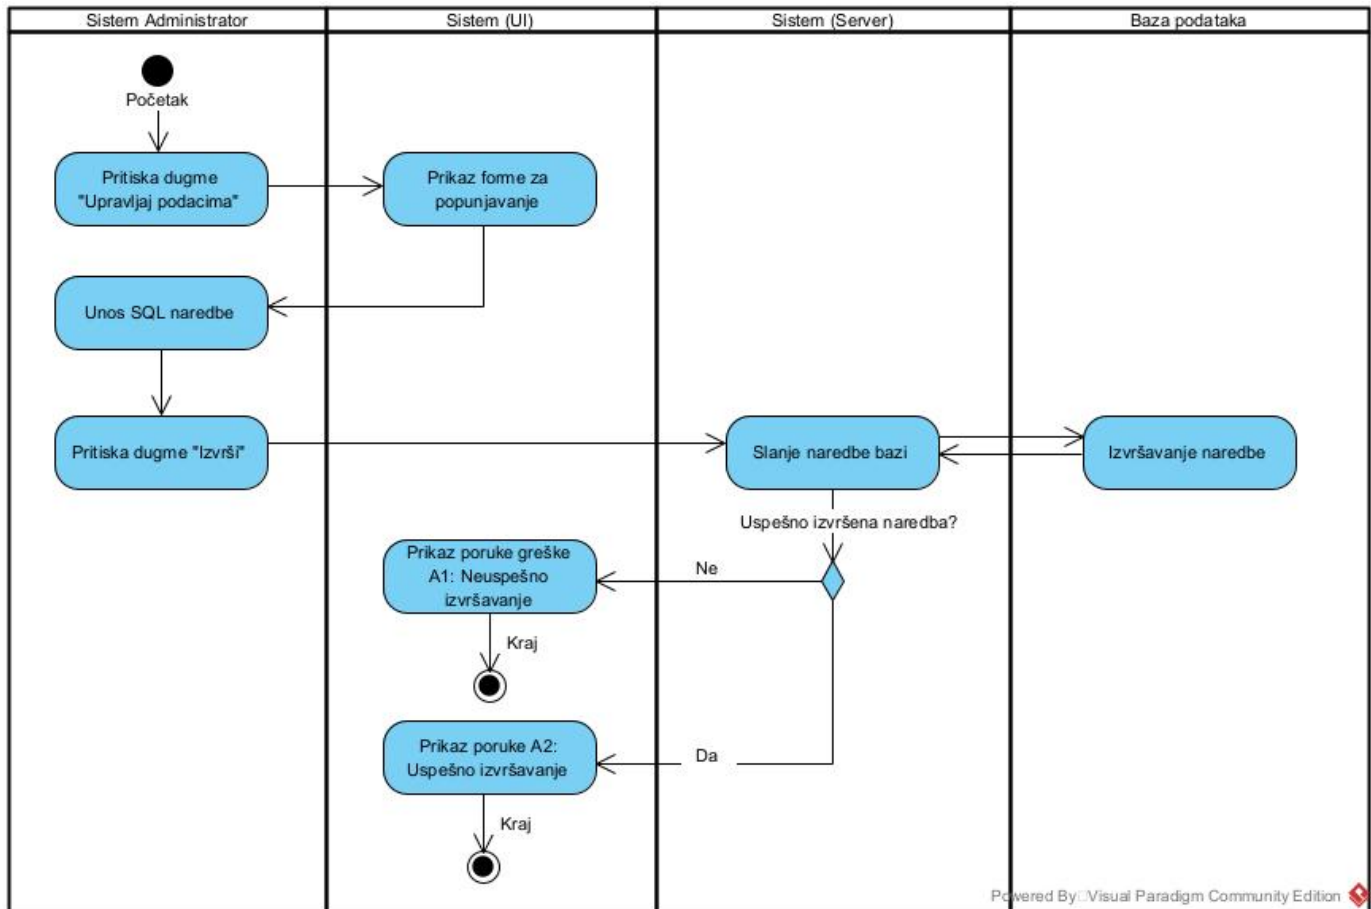 Sistem Administrator
Sistem (UI)
Sistem (Server)
Baza podataka
Početak
Pritiska dugme
"Upravljaj podacima"
Prikaz forme za
popunjavanje
Unos SQL naredbe
Pritiska dugme "Izvrši"
Slanje naredbe bazi
Izvršavanje naredbe
Uspešno izvršena naredba?
Ne
Prikaz poruke greške
A1: Neuspešno
izvršavanje
Kraj
Da
Prikaz poruke A2:
Uspešno izvršavanje
Kraj
Powered By Visual Paradigm Community Edition